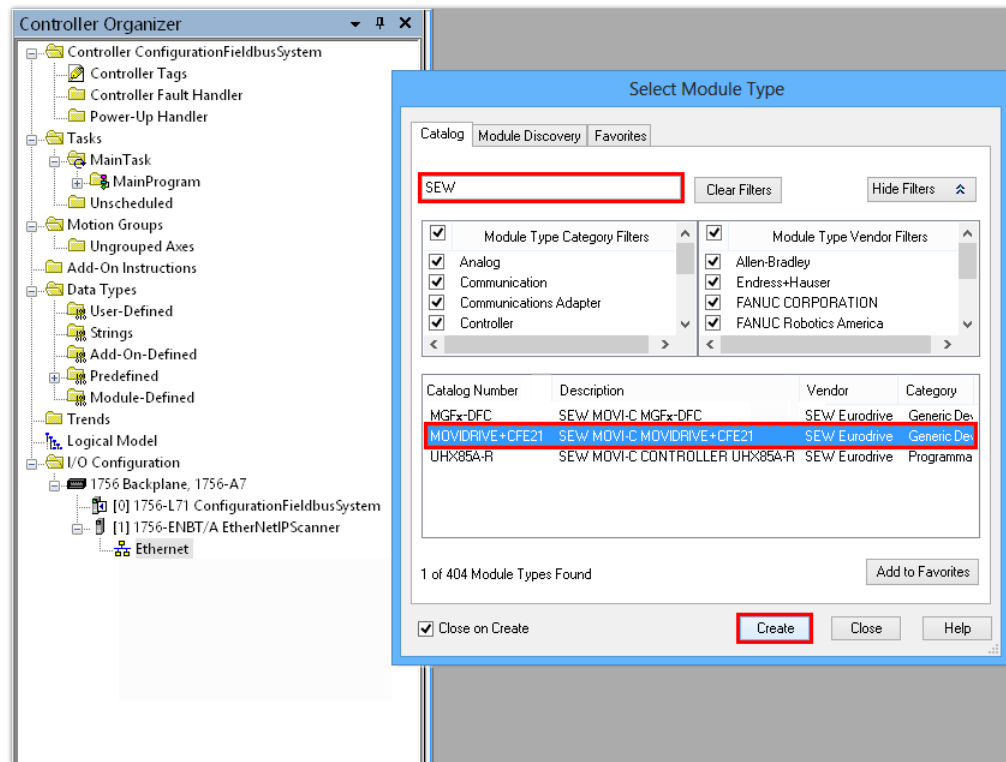 Controller Organizer
Controller ConfigurationFieldbusSystem
Controller Tags
Controller Fault Handler
Power-Up Handler
Tasks
MainTask
MainProgram
Unscheduled
Motion Groups
Ungrouped Axes
Add-On Instructions
Data Types
User-Defined
Strings
Add-On-Defined
Predefined
Module-Defined
Trends
Logical Model
I/O Configuration
1756 Backplane, 1756-A7
[0] 1756-L71 ConfigurationFieldbusSystem
[1] 1756-ENBT/A EtherNetIPScanner
Ethernet
Select Module Type
Catalog Module Discovery Favorites
SEW Clear Filters Hide Filters
Module Type Category Filters
Analog
Communication
Communications Adapter
Controller
Module Type Vendor Filters
Allen-Bradley
Endress+Hauser
FANUC CORPORATION
FANUC Robotics America
Catalog Number Description Vendor Category
MGFx-DFC SEW MOVI-C MGFx-DFC SEW Eurodrive Generic Dev
MOVIDRIVE+CFE21 SEW MOVI-C MOVIDRIVE+CFE21 SEW Eurodrive Generic Dev
UHX85A-R SEW MOVI-C CONTROLLER UHX85A-R SEW Eurodrive Programma
1 of 404 Module Types Found Add to Favorites
Close on Create Create Close Help